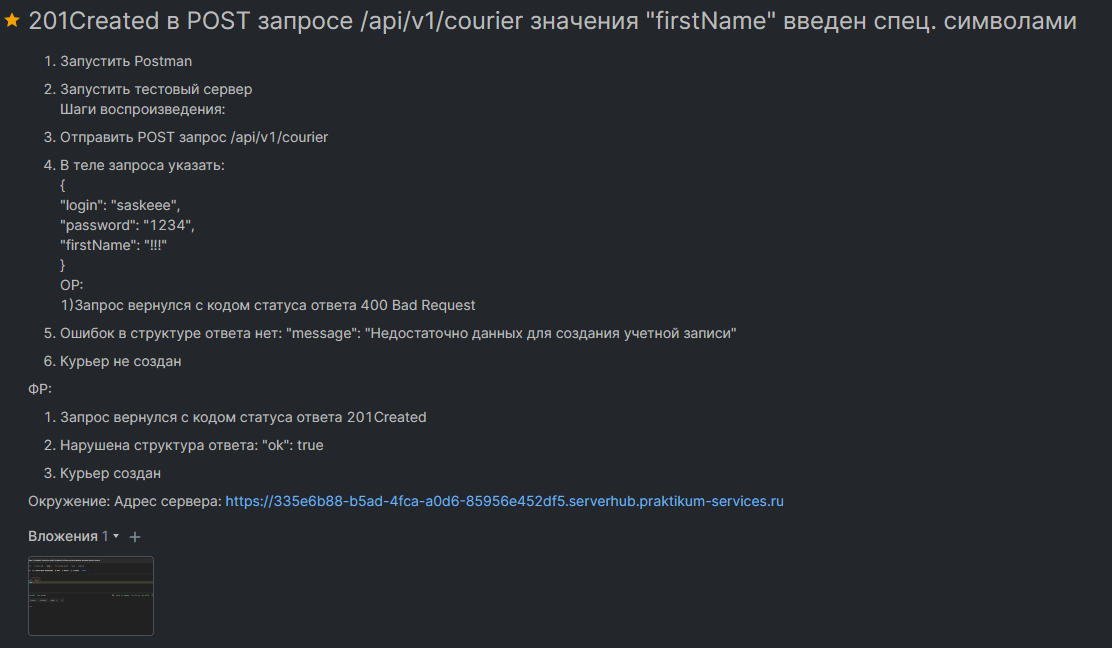 201Created в POST запросе /api/v1/courier значения "firstName" введен спец. символами
1. Запустить Postman
2. Запустить тестовый сервер
Шаги воспроизведения:
3. Отправить POST запрос /api/v1/courier
4. В теле запроса указать:
{
"login": "saskeee",
"password": "1234",
"firstName": "!!!"
}
ОР:
1)Запрос вернулся с кодом статуса ответа 400 Bad Request
5. Ошибок в структуре ответа нет: "message": "Недостаточно данных для создания учетной записи"
6. Курьер не создан
ФР:
1. Запрос вернулся с кодом статуса ответа 201Created
2. Нарушена структура ответа: "ok": true
3. Курьер создан
Окружение: Адрес сервера: https://335e6b88-b5ad-4fca-a0d6-85956e452df5.serverhub.praktikum-services.ru
Вложения 1